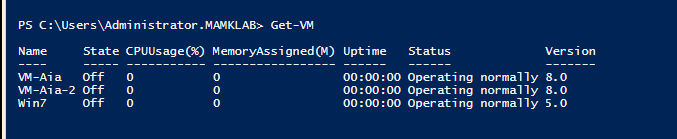 PS C:\Users\Administrator.MAMKLAB> Get-VM
Name State CPUUsage(%) MemoryAssigned(M) Uptime Status Version
---- ----- ----------- ----------------- ------ ------ -------
VM-Aia Off 0 0 00:00:00 Operating normally 8.0
VM-Aia-2 Off 0 0 00:00:00 Operating normally 8.0
Win7 Off 0 0 00:00:00 Operating normally 5.0